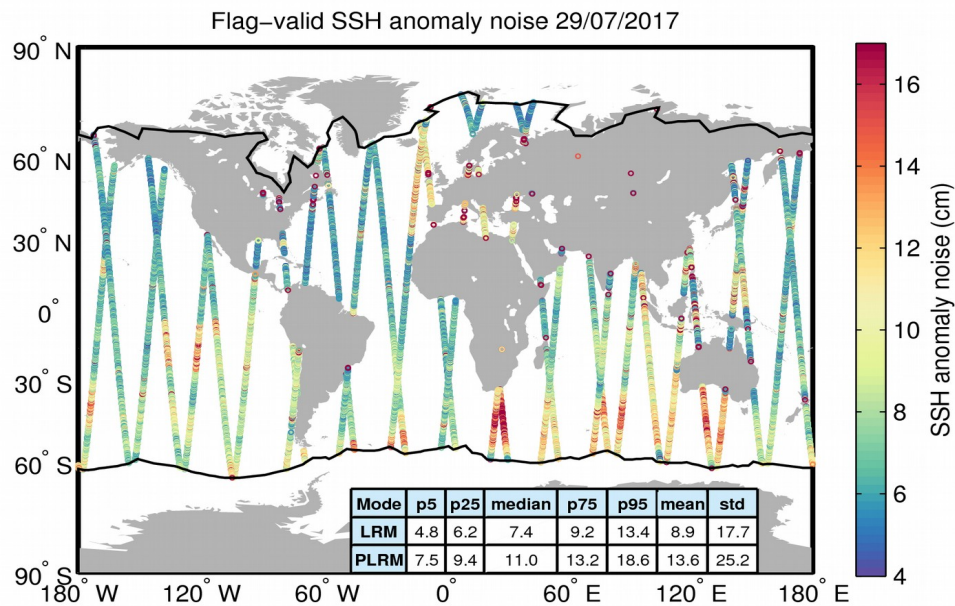 Flag-valid SSH anomaly noise 29/07/2017
90° N
60° N
30° N
0°
30° S
60° S
90° S
180° W
120° W
60° W
0°
60° E
120° E
180° E
Mode p5 p25 median p75 p95 mean std
LRM 4.8 6.2 7.4 9.2 13.4 8.9 17.7
PLRM 7.5 9.4 11.0 13.2 18.6 13.6 25.2
16
14
12
10
8
6
4
SSH anomaly noise (cm)